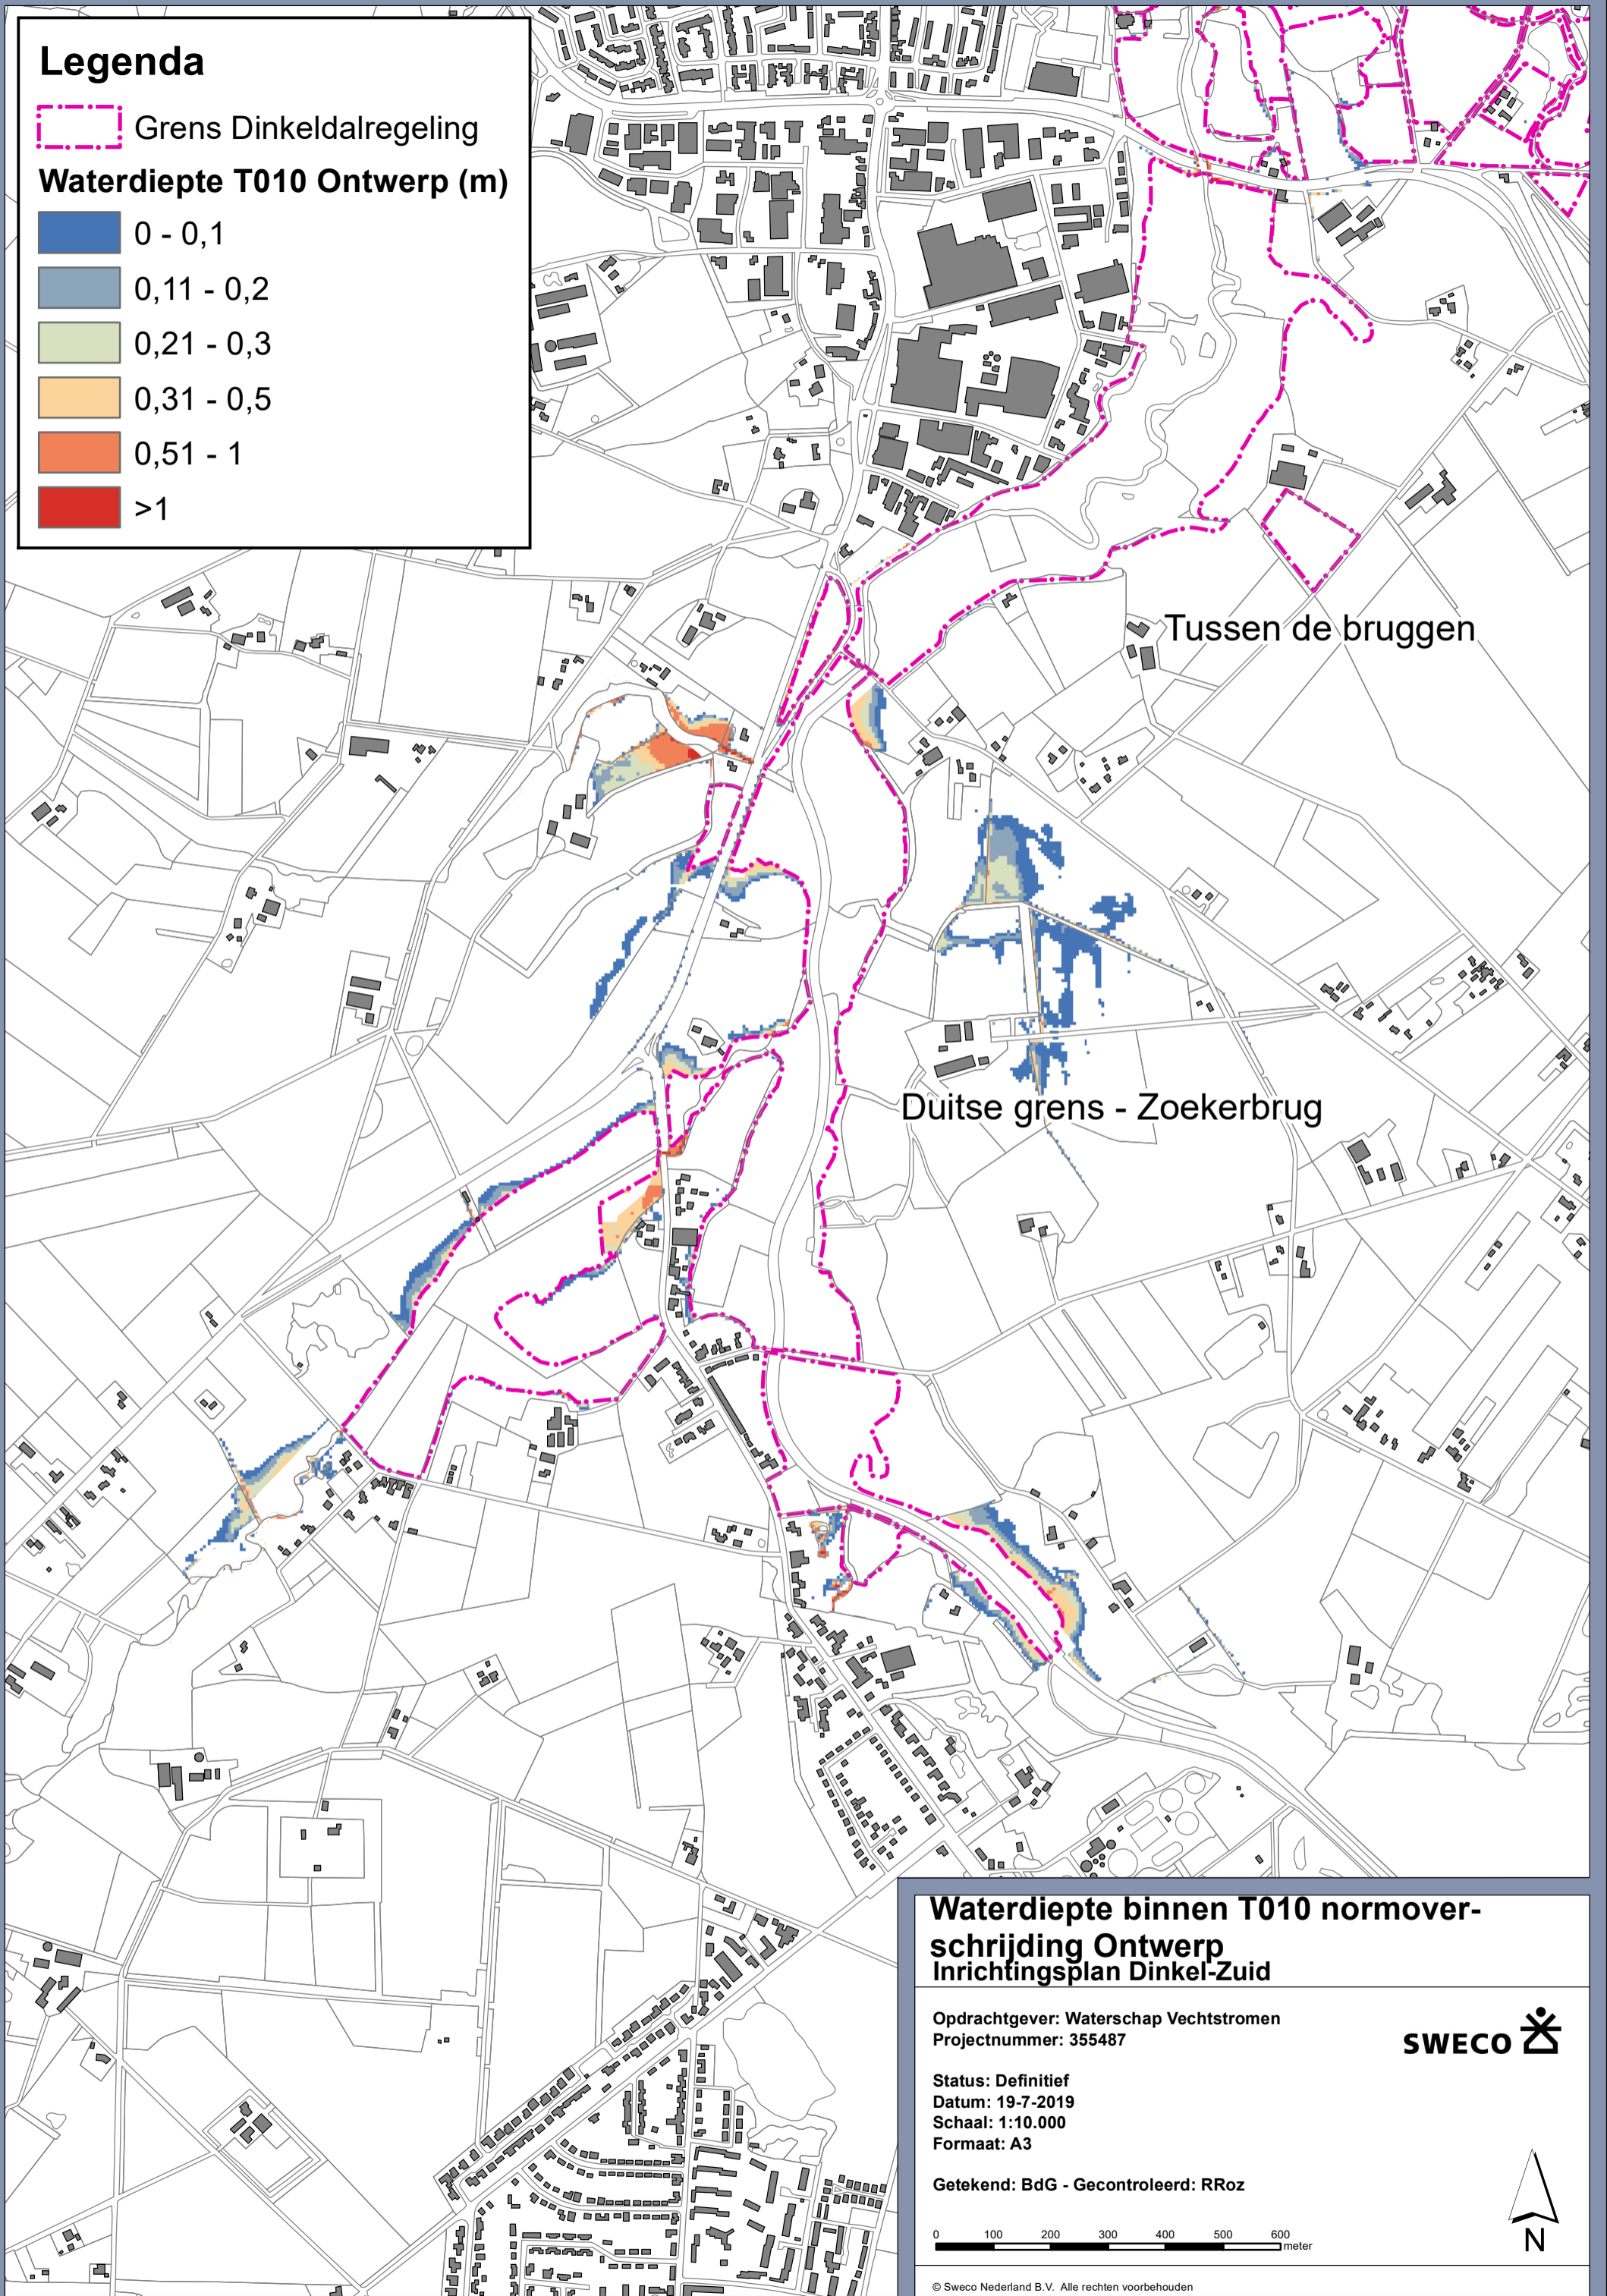 Legenda
Grens Dinkeldalregeling
Waterdiepte T010 Ontwerp (m)
0 - 0,1
0,11 - 0,2
0,21 - 0,3
0,31 - 0,5
0,51 - 1
>1
Tussen de bruggen
Duitse grens - Zoekerbrug
Waterdiepte binnen T010 normover-
schrijding Ontwerp
Inrichtingsplan Dinkel-Zuid
Opdrachtgever: Waterschap Vechtstromen
Projectnummer: 355487
SWECO
Status: Definitief
Datum: 19-7-2019
Schaal: 1:10.000
Formaat: A3
Getekend: BdG - Gecontroleerd: RRoz
0 100 200 300 400 500 600
meter
N
© Sweco Nederland B.V. Alle rechten voorbehouden